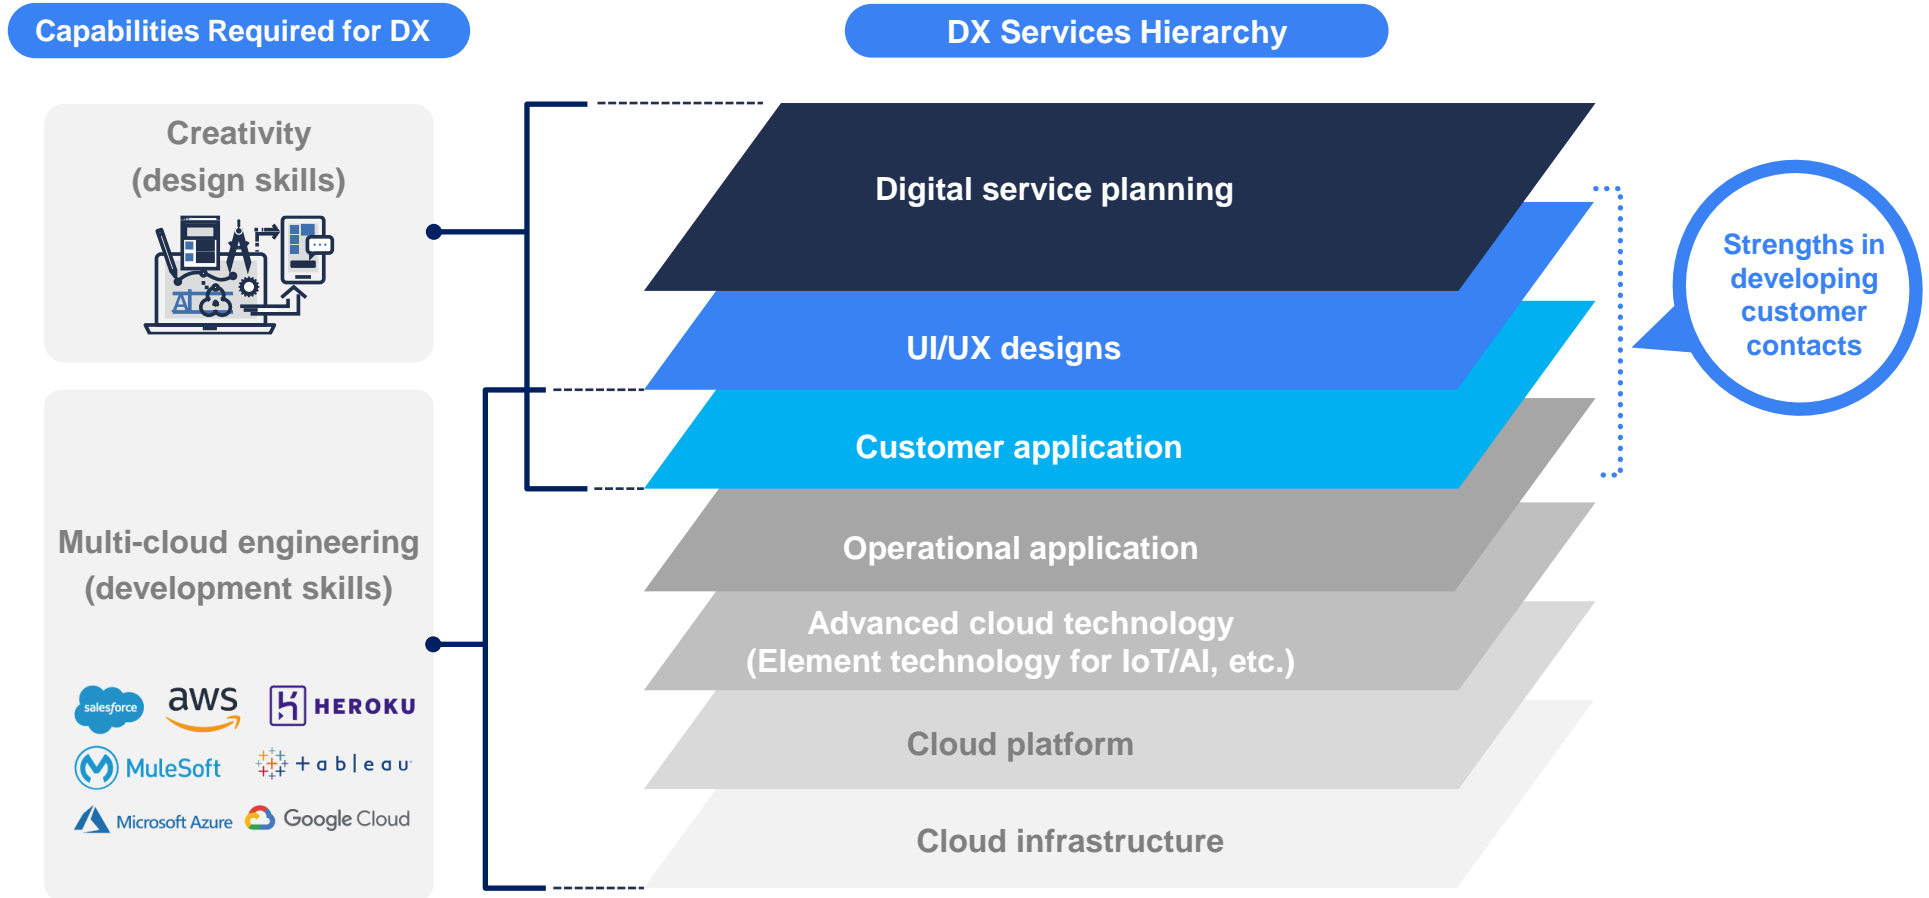 Capabilities Required for DX
DX Services Hierarchy
Creativity
(design skills)
AI
Multi-cloud engineering
(development skills)
salesforce
aws
HEROKU
MuleSoft
+ableau
Microsoft Azure
Google Cloud
Digital service planning
UI/UX designs
Customer application
Operational application
Advanced cloud technology
(Element technology for IoT/AI, etc.)
Cloud platform
Cloud infrastructure
Strengths in
developing
customer
contacts